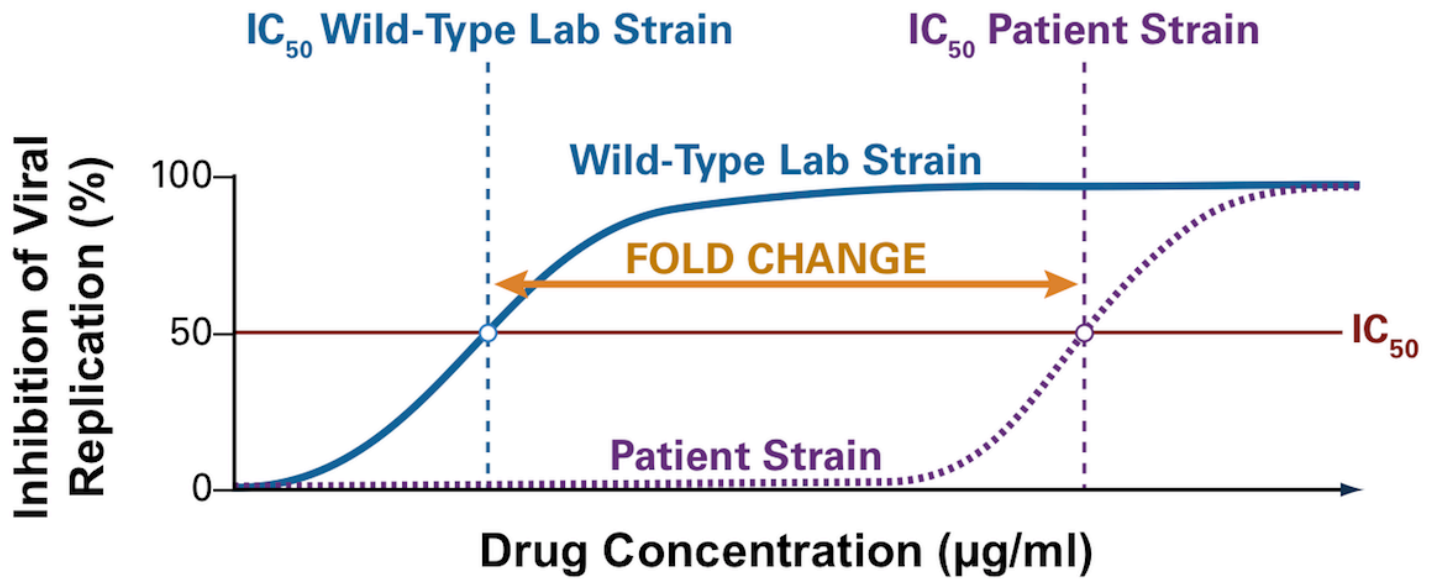 IC50 Wild-Type Lab Strain
IC50 Patient Strain
Inhibition of Viral
Replication (%)
100
Wild-Type Lab Strain
FOLD CHANGE
50
IC50
Patient Strain
0
Drug Concentration (µg/ml)